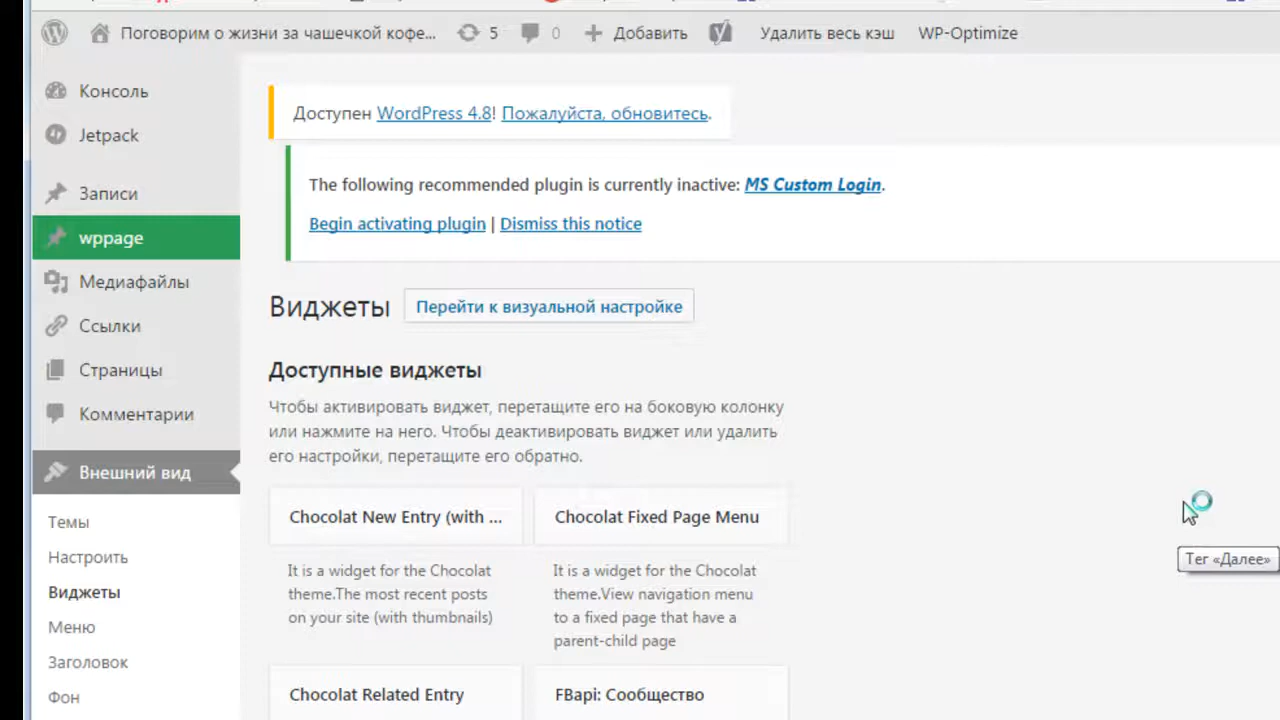 Поговорим о жизни за чашечкой кофе... 5 0 Добавить Удалить весь кэш WP-Optimize
Консоль
Jetpack
Записи
wppage
Медиафайлы
Ссылки
Страницы
Комментарии
Внешний вид
Темы
Настроить
Виджеты
Меню
Заголовок
Фон
Доступен WordPress 4.8! Пожалуйста, обновитесь.
The following recommended plugin is currently inactive: MS Custom Login.
Begin activating plugin | Dismiss this notice
Виджеты Перейти к визуальной настройке
Доступные виджеты
Чтобы активировать виджет, перетащите его на боковую колонку
или нажмите на него. Чтобы деактивировать виджет или удалить
его настройки, перетащите его обратно.
Chocolat New Entry (with ...
It is a widget for the Chocolat
theme.The most recent posts
on your site (with thumbnails)
Chocolat Fixed Page Menu
It is a widget for the Chocolat
theme.View navigation menu
to a fixed page that have a
parent-child page
Chocolat Related Entry
FBapi: Сообщество
Тег «Далее»